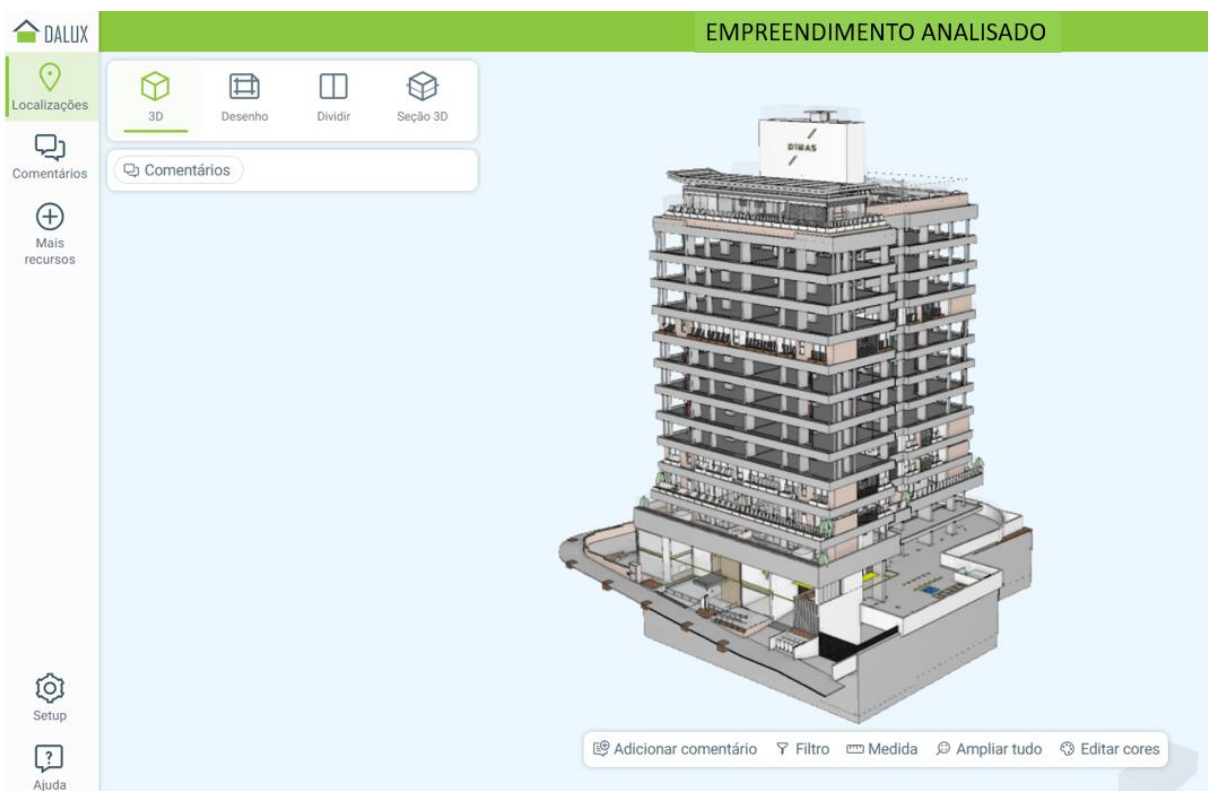 DALUX
EMPREENDIMENTO ANALISADO
Localizações
Comentários
Mais
recursos
Setup
Ajuda
3D
Desenho
Dividir
Seção 3D
Comentários
DIMAS
Adicionar comentário
Filtro
Medida
Ampliar tudo
Editar cores